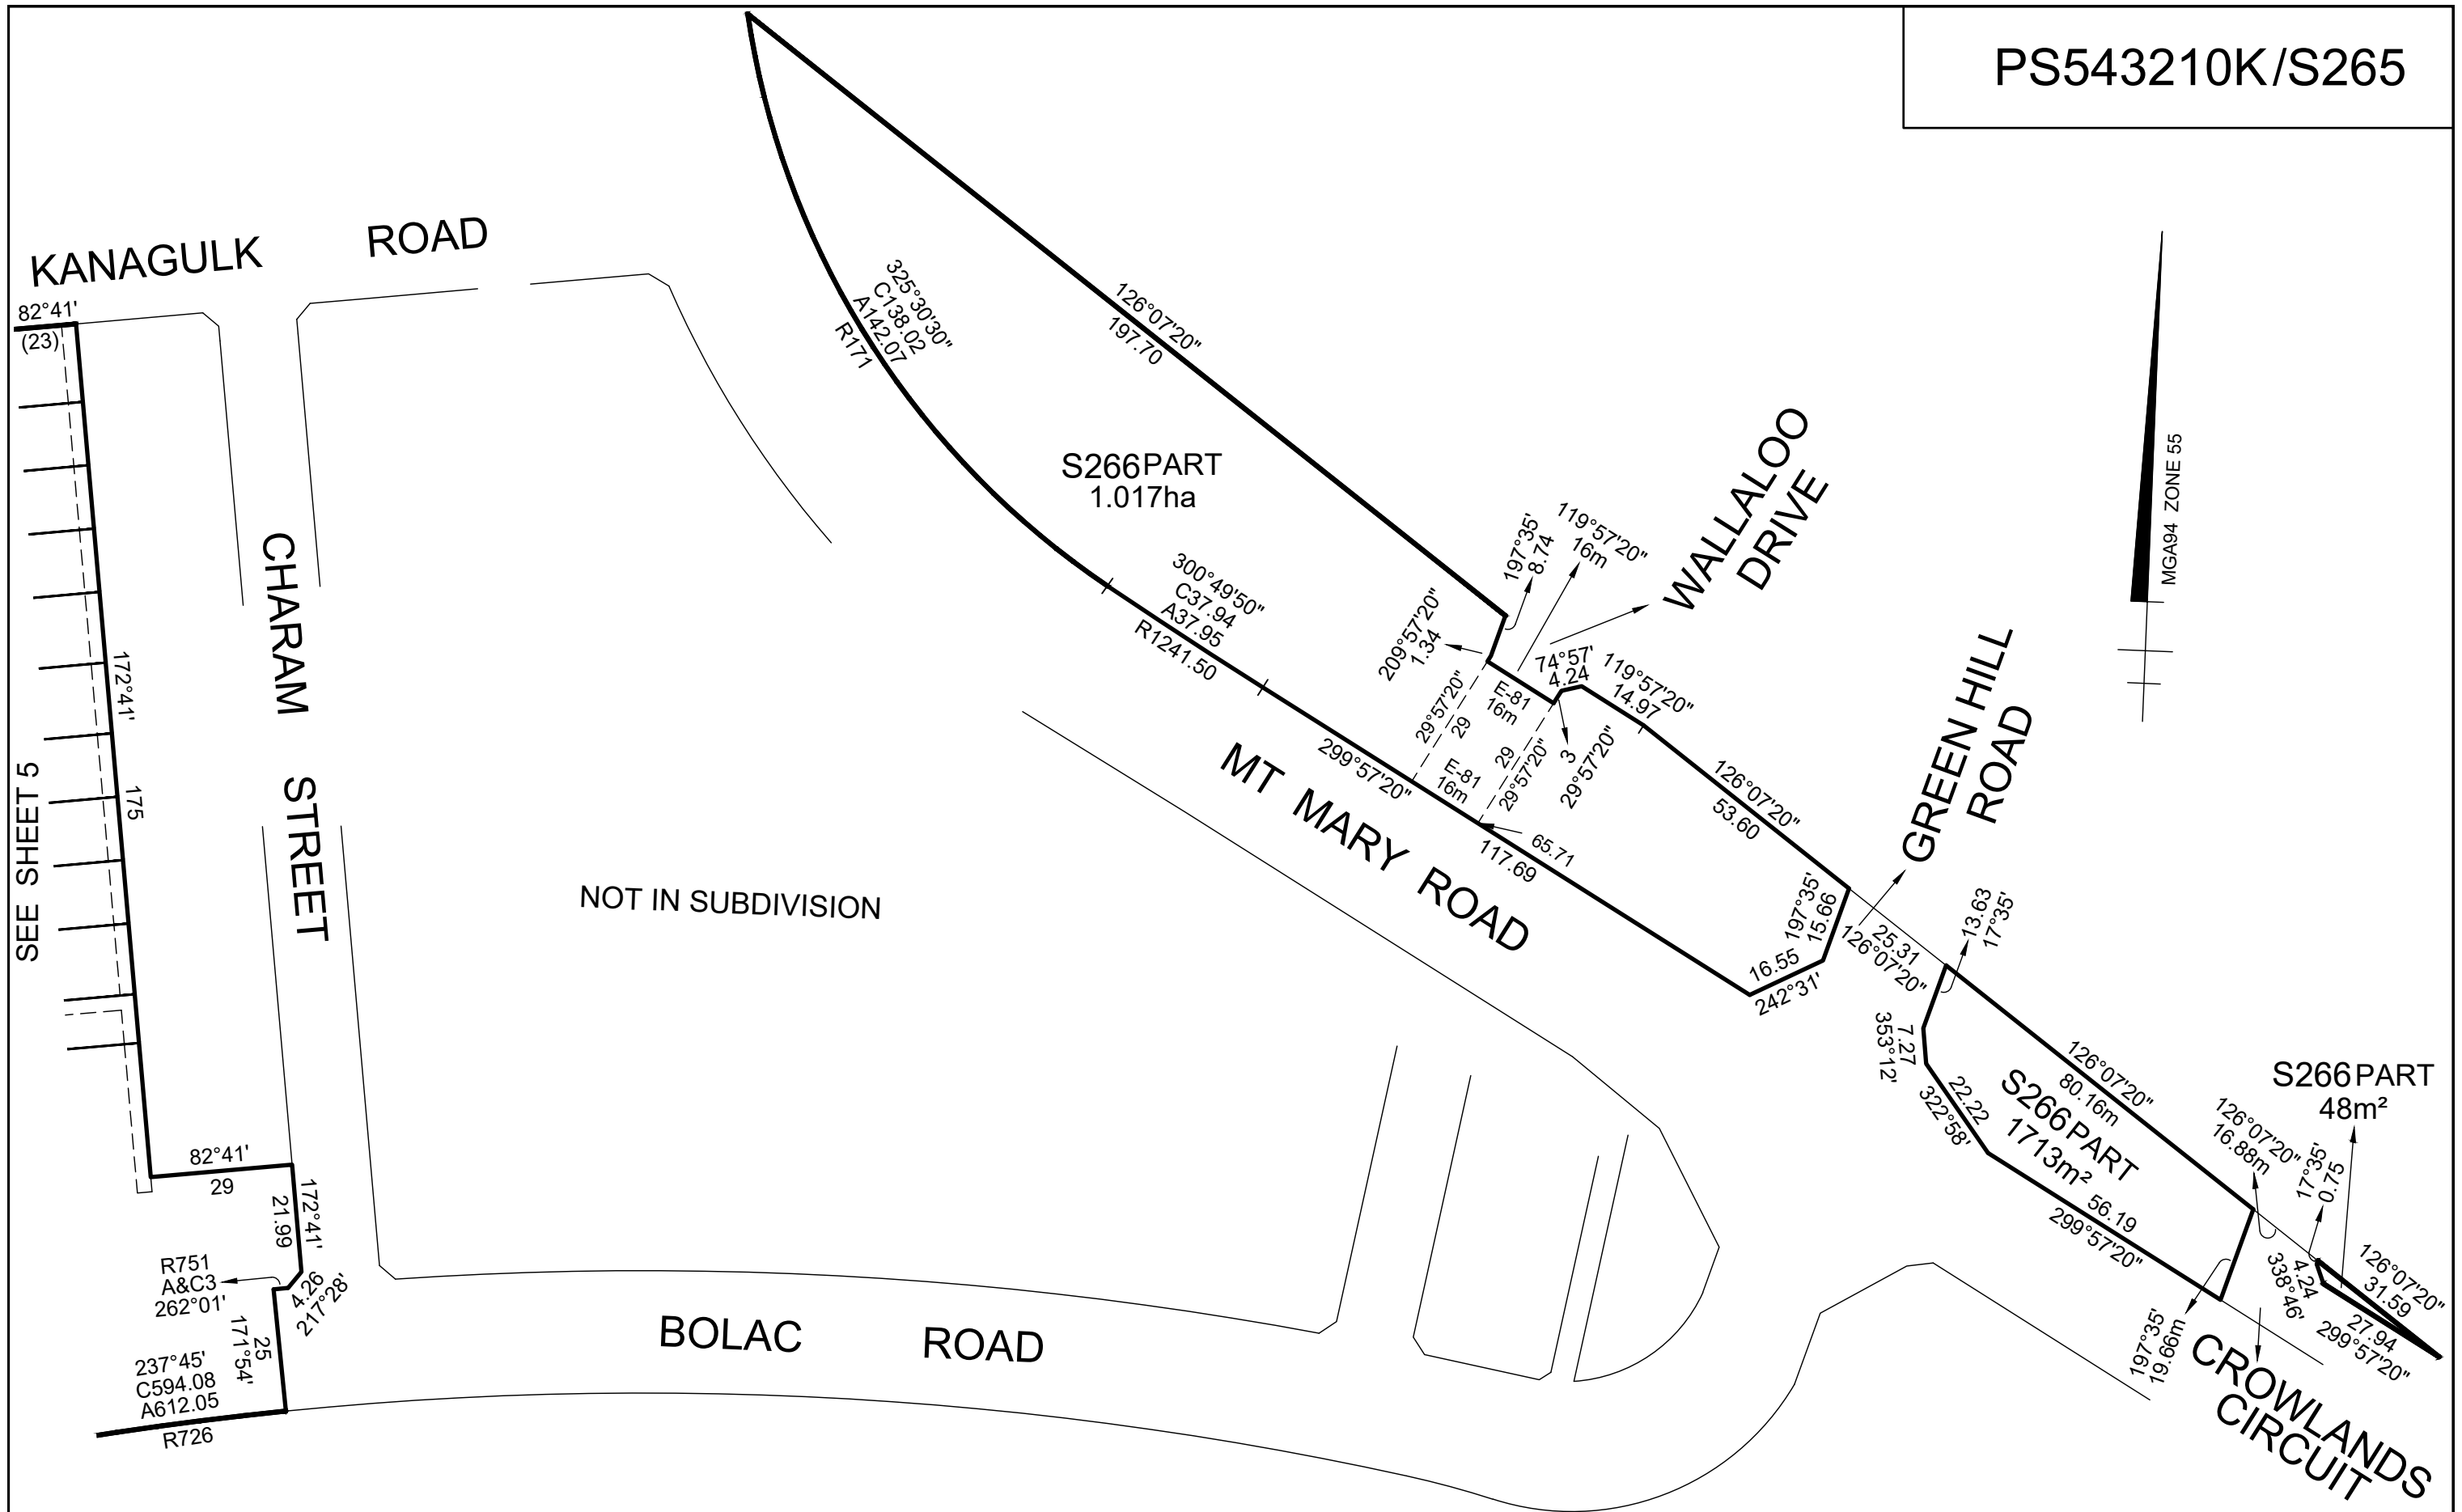 PS543210K/S265
KANAGULK ROAD
82°41'
(23)
325°30'30"
C138.02
A142.07
R171
126°07'20"
197.70
S266PART
1.017ha
WALLALOO
DRIVE
MGA94 ZONE 55
197°35'
8.74
119°57'20"
16m
300°49'50"
C37.94
A37.95
R1241.50
209°57'20"
1.34
74°57'
4.24
119°57'20"
14.97
E-81
16m
29°57'20"
29
29
29°57'20"
3
29°57'20"
E-81
16m
299°57'20"
65.71
117.69
126°07'20"
53.60
GREEN HILL
ROAD
CHARAM STREET
172°41'
175
SEE SHEET 5
NOT IN SUBDIVISION
MT MARY ROAD
197°35'
15.66
16.55
242°37'
25.31
126°07'20"
13.63
17°35'
7.27
353°12'
22.22
322°58'
126°07'20"
80.16m
S266PART
1713m²
56.19
299°57'20"
S266PART
48m²
126°07'20"
16.88m
17°35'
0.75
4.24
338°46'
126°07'20"
31.59
27.94
299°57'20"
197°35'
19.66m
CROWLANDS
CIRCUIT
82°41'
29
172°41'
21.99
R751
A&C3
262°01'
4.26
217°28'
25
171°54'
237°45'
C594.08
A612.05
R726
BOLAC ROAD